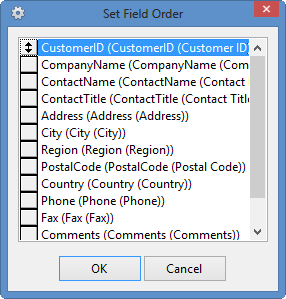 Set Field Order
CustomerID (CustomerID (Customer ID)
CompanyName (CompanyName (Com
ContactName (ContactName (Contact
ContactTitle (ContactTitle (Contact Title
Address (Address (Address))
City (City (City))
Region (Region (Region))
PostalCode (PostalCode (Postal Code))
Country (Country (Country))
Phone (Phone (Phone))
Fax (Fax (Fax))
Comments (Comments (Comments))
OK
Cancel